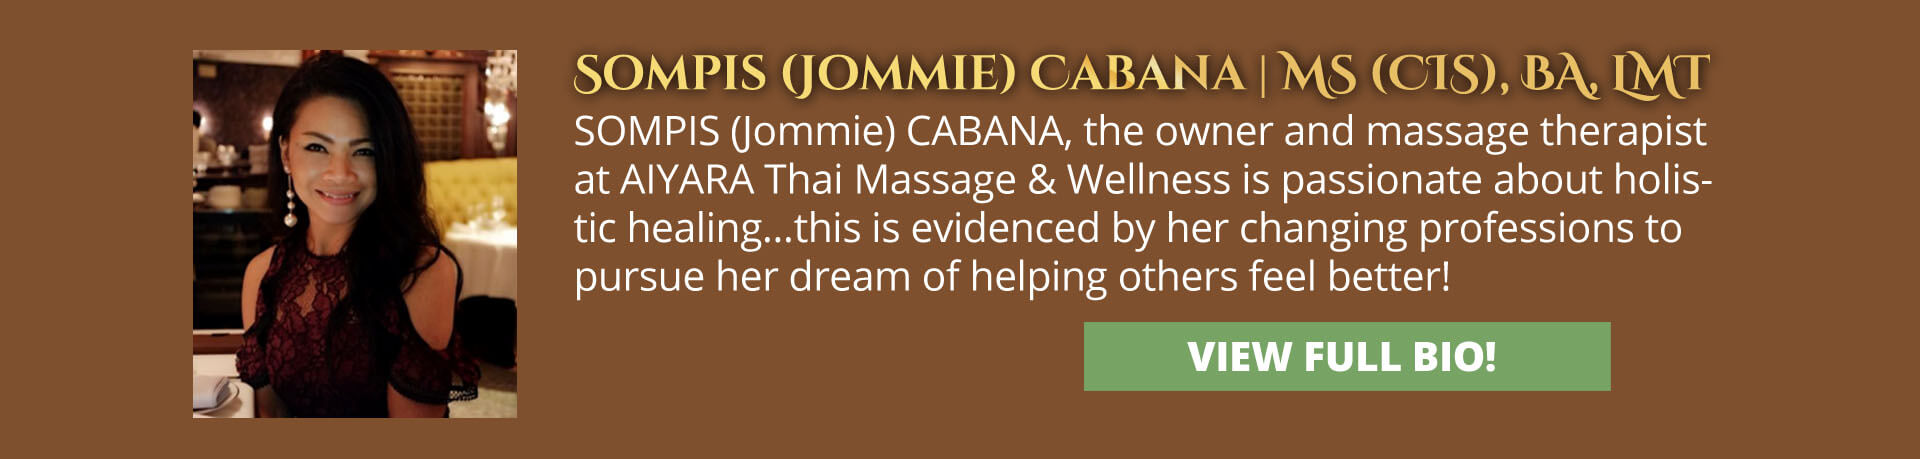 SOMPIS (JOMMIE) CABANA | MS (CIS), BA, LMT
SOMPIS (Jommie) CABANA, the owner and massage therapist
at AIYARA Thai Massage & Wellness is passionate about holis-
tic healing...this is evidenced by her changing professions to
pursue her dream of helping others feel better!
VIEW FULL BIO!